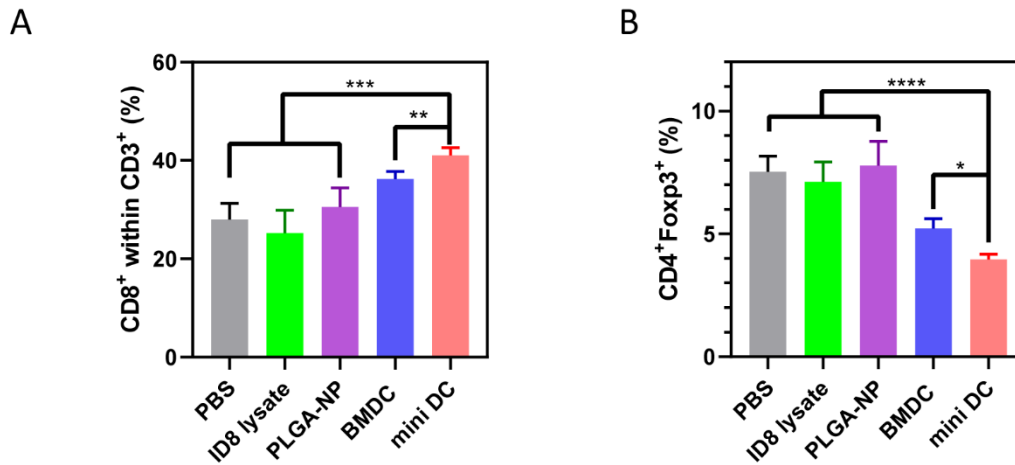 A
CD8⁺ within CD3⁺ (%)
60
40
20
0
***
**
PBS
ID8 lysate
PLGA-NP
BMDC
mini DC
B
CD4⁺Foxp3⁺ (%)
10
5
0
****
*
PBS
ID8 lysate
PLGA-NP
BMDC
mini DC